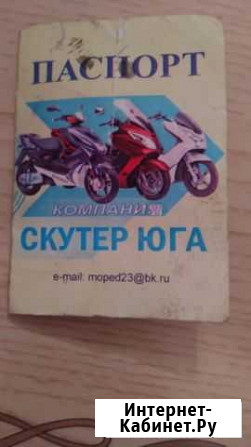 ПАСПОРТ
КОМПАНИЯ
СКУТЕР ЮГА
e-mail: moped23@bk.ru
Интернет-
Кабинет.Ру